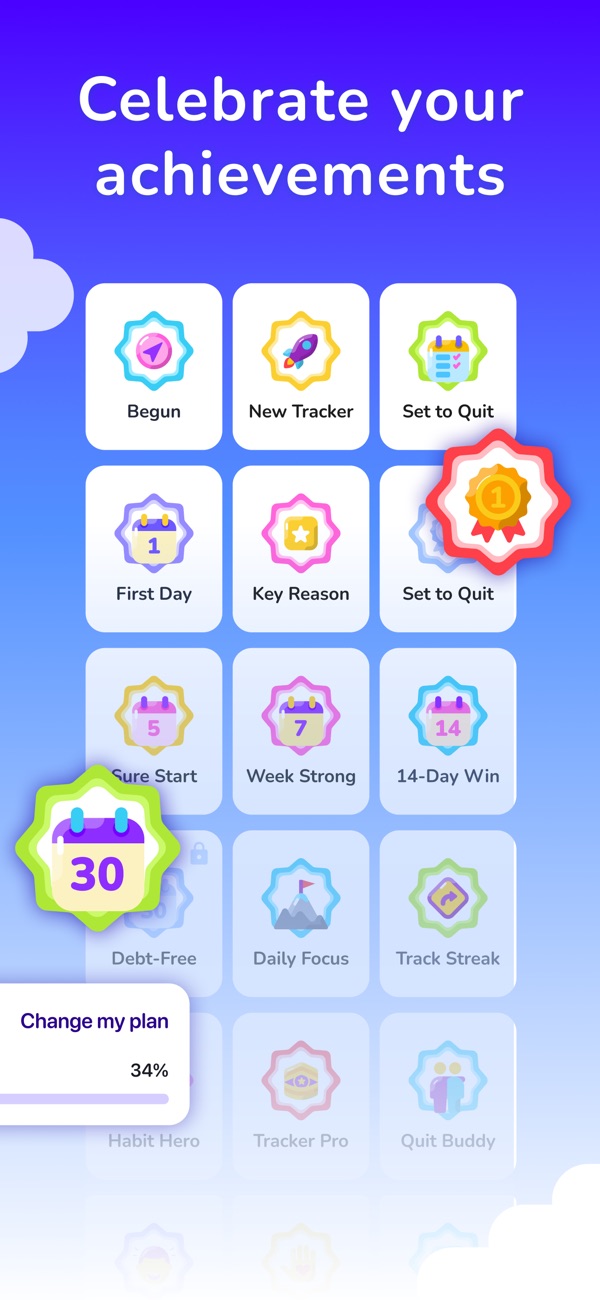 Celebrate your
achievements
Begun
New Tracker
Set to Quit
1
1
First Day
Key Reason
Set to Quit
5
7
14
Sure Start
Week Strong
14-Day Win
30
30
Debt-Free
Daily Focus
Track Streak
Change my plan
34%
Habit Hero
Tracker Pro
Quit Buddy